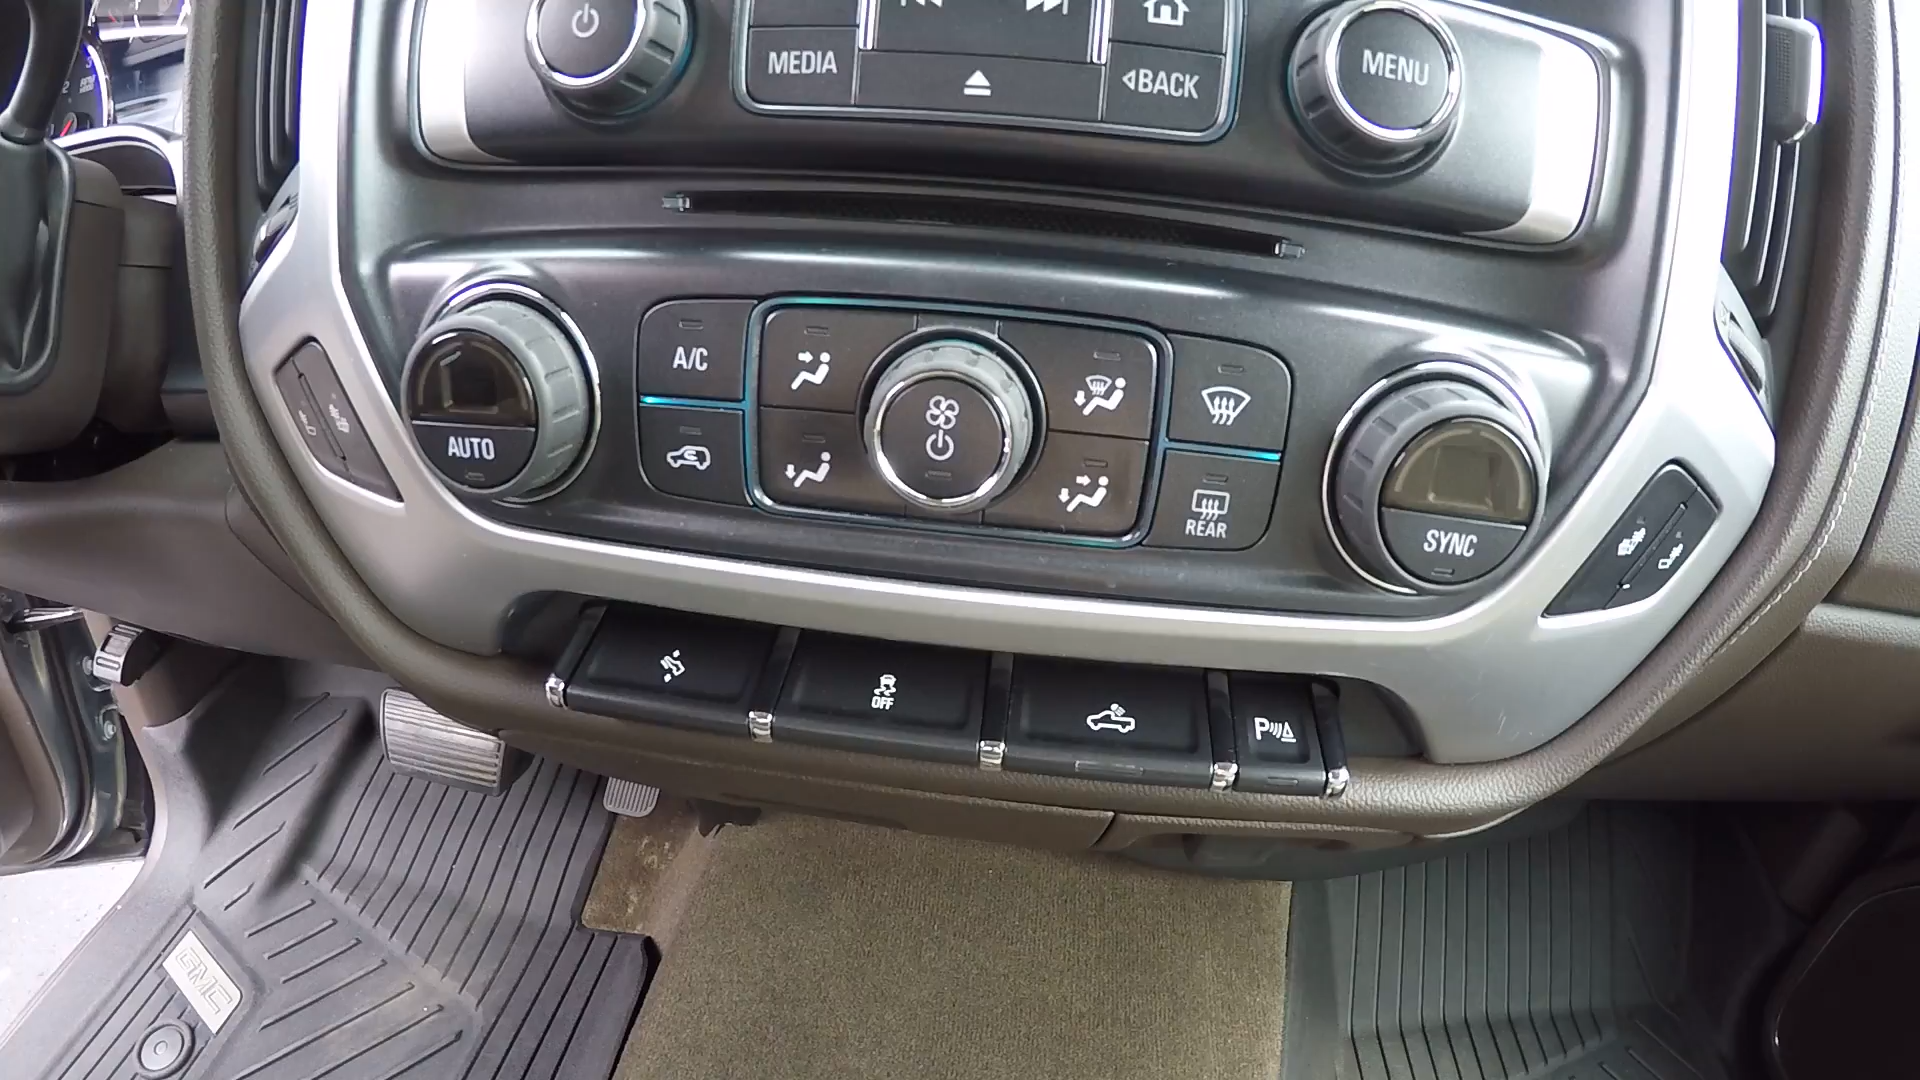 MEDIA
BACK
MENU
A/C
AUTO
REAR
SYNC
OFF
P
GMC